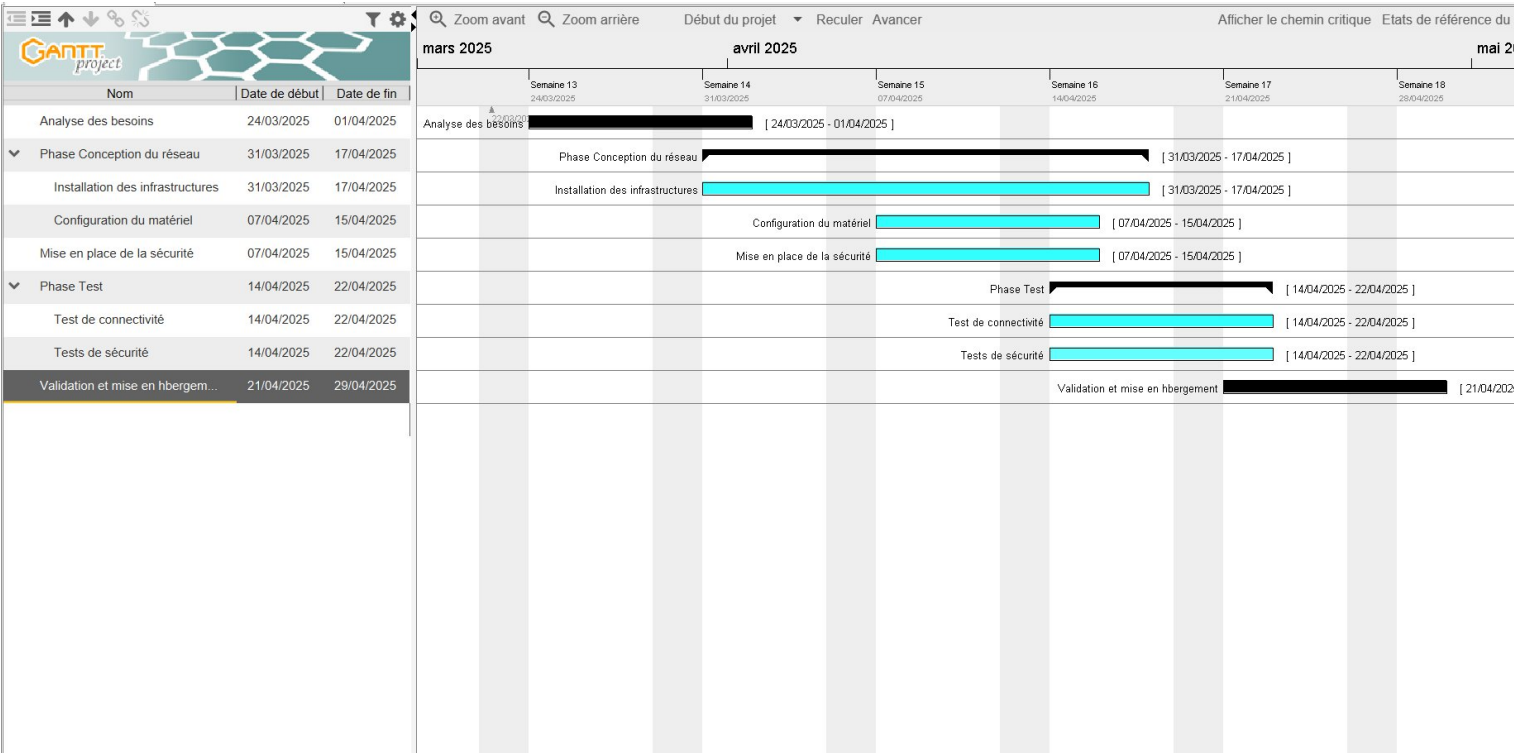 Zoom avant Zoom arrière Début du projet Reculer Avancer Afficher le chemin critique Etats de référence du
GANTT
project
mars 2025 avril 2025 mai 2
Semaine 13 Semaine 14 Semaine 15 Semaine 16 Semaine 17 Semaine 18
24/03/2025 31/03/2025 07/04/2025 14/04/2025 21/04/2025 28/04/2025
Nom Date de début Date de fin
Analyse des besoins 24/03/2025 01/04/2025 Analyse des besoins [ 24/03/2025 - 01/04/2025 ]
Phase Conception du réseau 31/03/2025 17/04/2025 Phase Conception du réseau [ 31/03/2025 - 17/04/2025 ]
Installation des infrastructures 31/03/2025 17/04/2025 Installation des infrastructures [ 31/03/2025 - 17/04/2025 ]
Configuration du matériel 07/04/2025 15/04/2025 Configuration du matériel [ 07/04/2025 - 15/04/2025 ]
Mise en place de la sécurité 07/04/2025 15/04/2025 Mise en place de la sécurité [ 07/04/2025 - 15/04/2025 ]
Phase Test 14/04/2025 22/04/2025 Phase Test [ 14/04/2025 - 22/04/2025 ]
Test de connectivité 14/04/2025 22/04/2025 Test de connectivité [ 14/04/2025 - 22/04/2025 ]
Tests de sécurité 14/04/2025 22/04/2025 Tests de sécurité [ 14/04/2025 - 22/04/2025 ]
Validation et mise en hbergem... 21/04/2025 29/04/2025 Validation et mise en hbergement [ 21/04/202